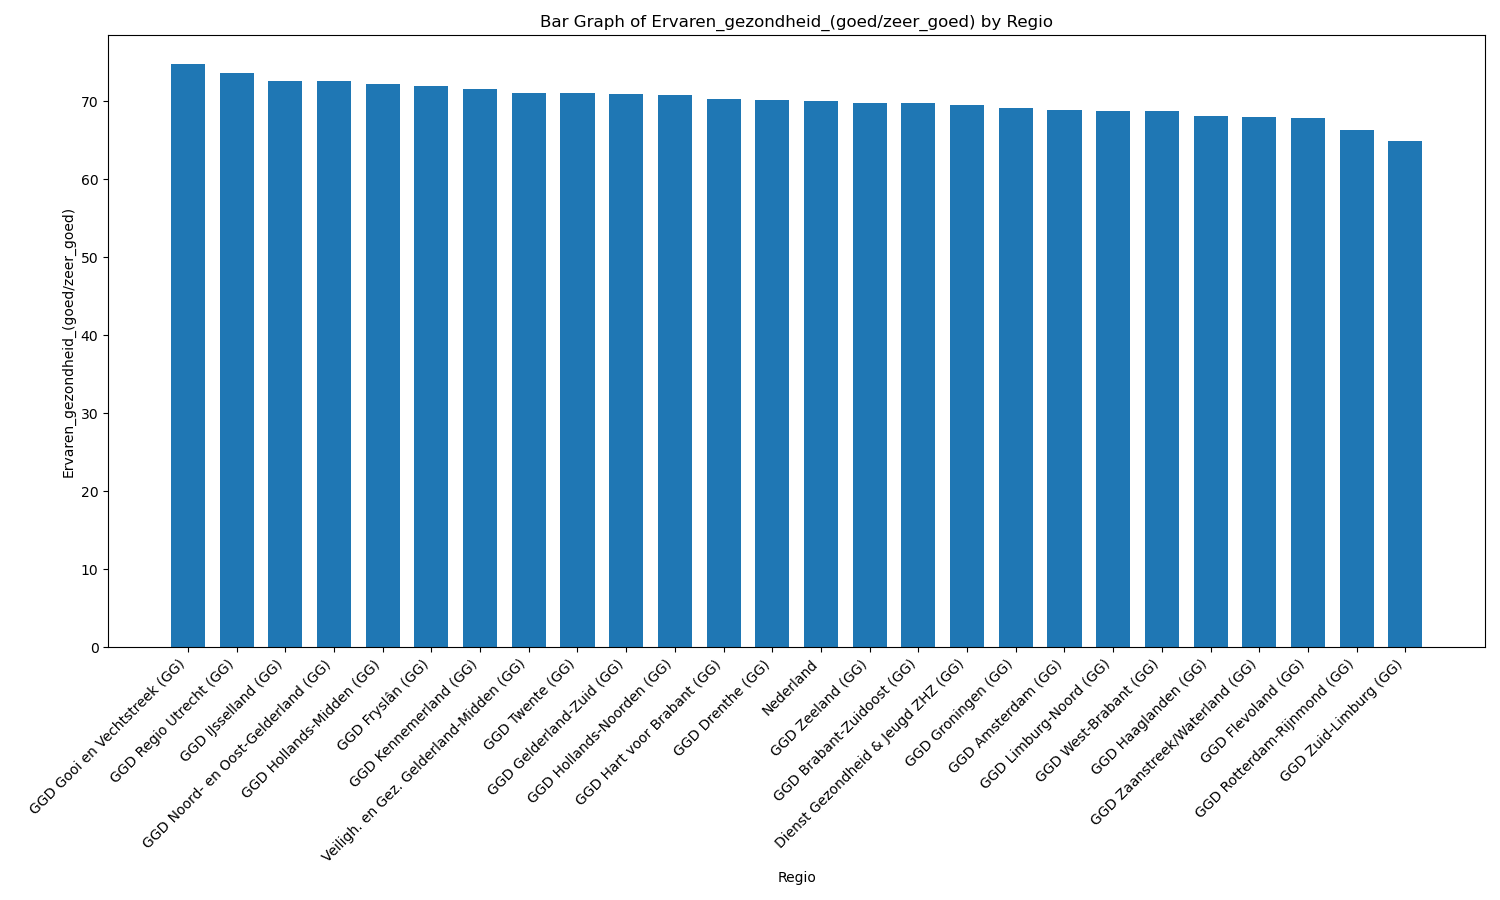 Bar Graph of Ervaren_gezondheid_(goed/zeer_goed) by Regio
Ervaren_gezondheid_(goed/zeer_goed)
70
60
50
40
30
20
10
0
GGD Gooi en Vechtstreek (GG)
GGD Regio Utrecht (GG)
GGD IJsselland (GG)
GGD Noord- en Oost-Gelderland (GG)
GGD Hollands-Midden (GG)
GGD Fryslân (GG)
GGD Kennemerland (GG)
Veiligh. en Gez. Gelderland-Midden (GG)
GGD Twente (GG)
GGD Gelderland-Zuid (GG)
GGD Hollands-Noorden (GG)
GGD Hart voor Brabant (GG)
GGD Drenthe (GG)
Nederland
GGD Zeeland (GG)
GGD Brabant-Zuidoost (GG)
Dienst Gezondheid & Jeugd ZHZ (GG)
GGD Groningen (GG)
GGD Amsterdam (GG)
GGD Limburg-Noord (GG)
GGD West-Brabant (GG)
GGD Haaglanden (GG)
GGD Zaanstreek/Waterland (GG)
GGD Flevoland (GG)
GGD Rotterdam-Rijnmond (GG)
GGD Zuid-Limburg (GG)
Regio